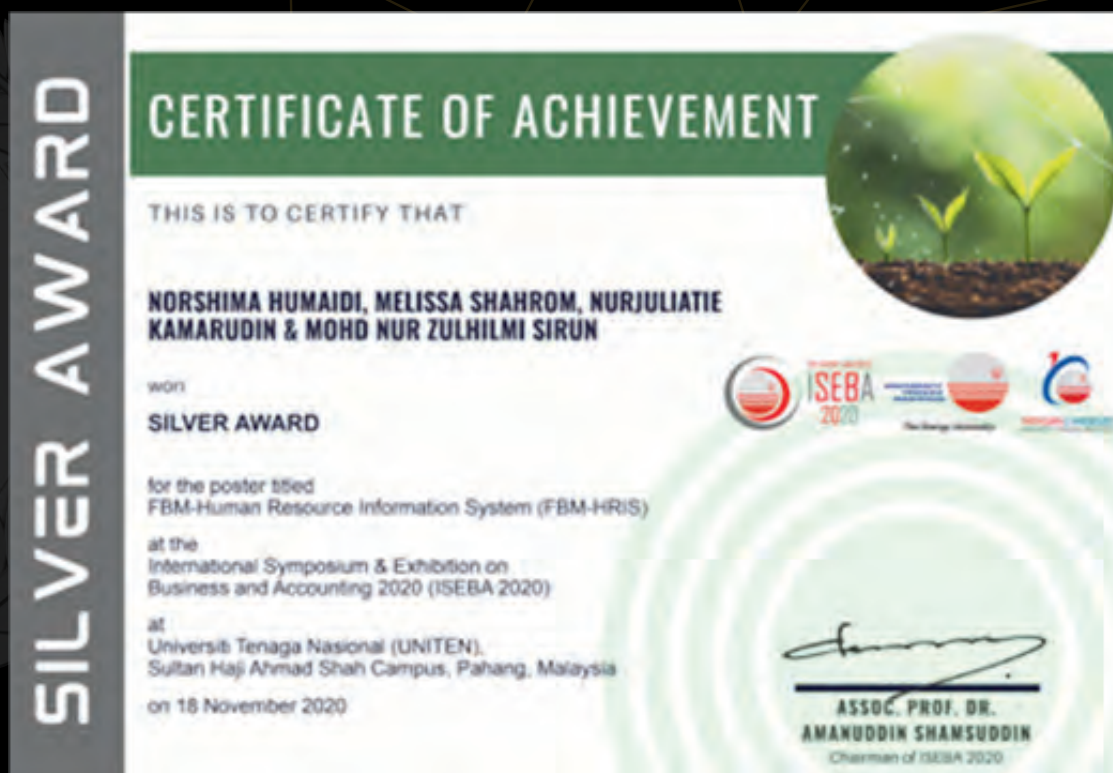 SILVER AWARD
CERTIFICATE OF ACHIEVEMENT
THIS IS TO CERTIFY THAT
NORSHIMA HUMAIDI, MELISSA SHAHROM, NURJULIATIE
KAMARUDIN & MOHD NUR ZULHILMI SIRUN
won
SILVER AWARD
for the poster titled
FBM-Human Resource Information System (FBM-HRIS)
at the
International Symposium & Exhibition on
Business and Accounting 2020 (ISEBA 2020)
at
Universiti Tenaga Nasional (UNITEN),
Sultan Haji Ahmad Shah Campus, Pahang, Malaysia
on 18 November 2020
ISEBA
2020
The Energy University
ASSOC. PROF. DR.
AMANUDDIN SHAMSUDDIN
Chairman of ISEBA 2020